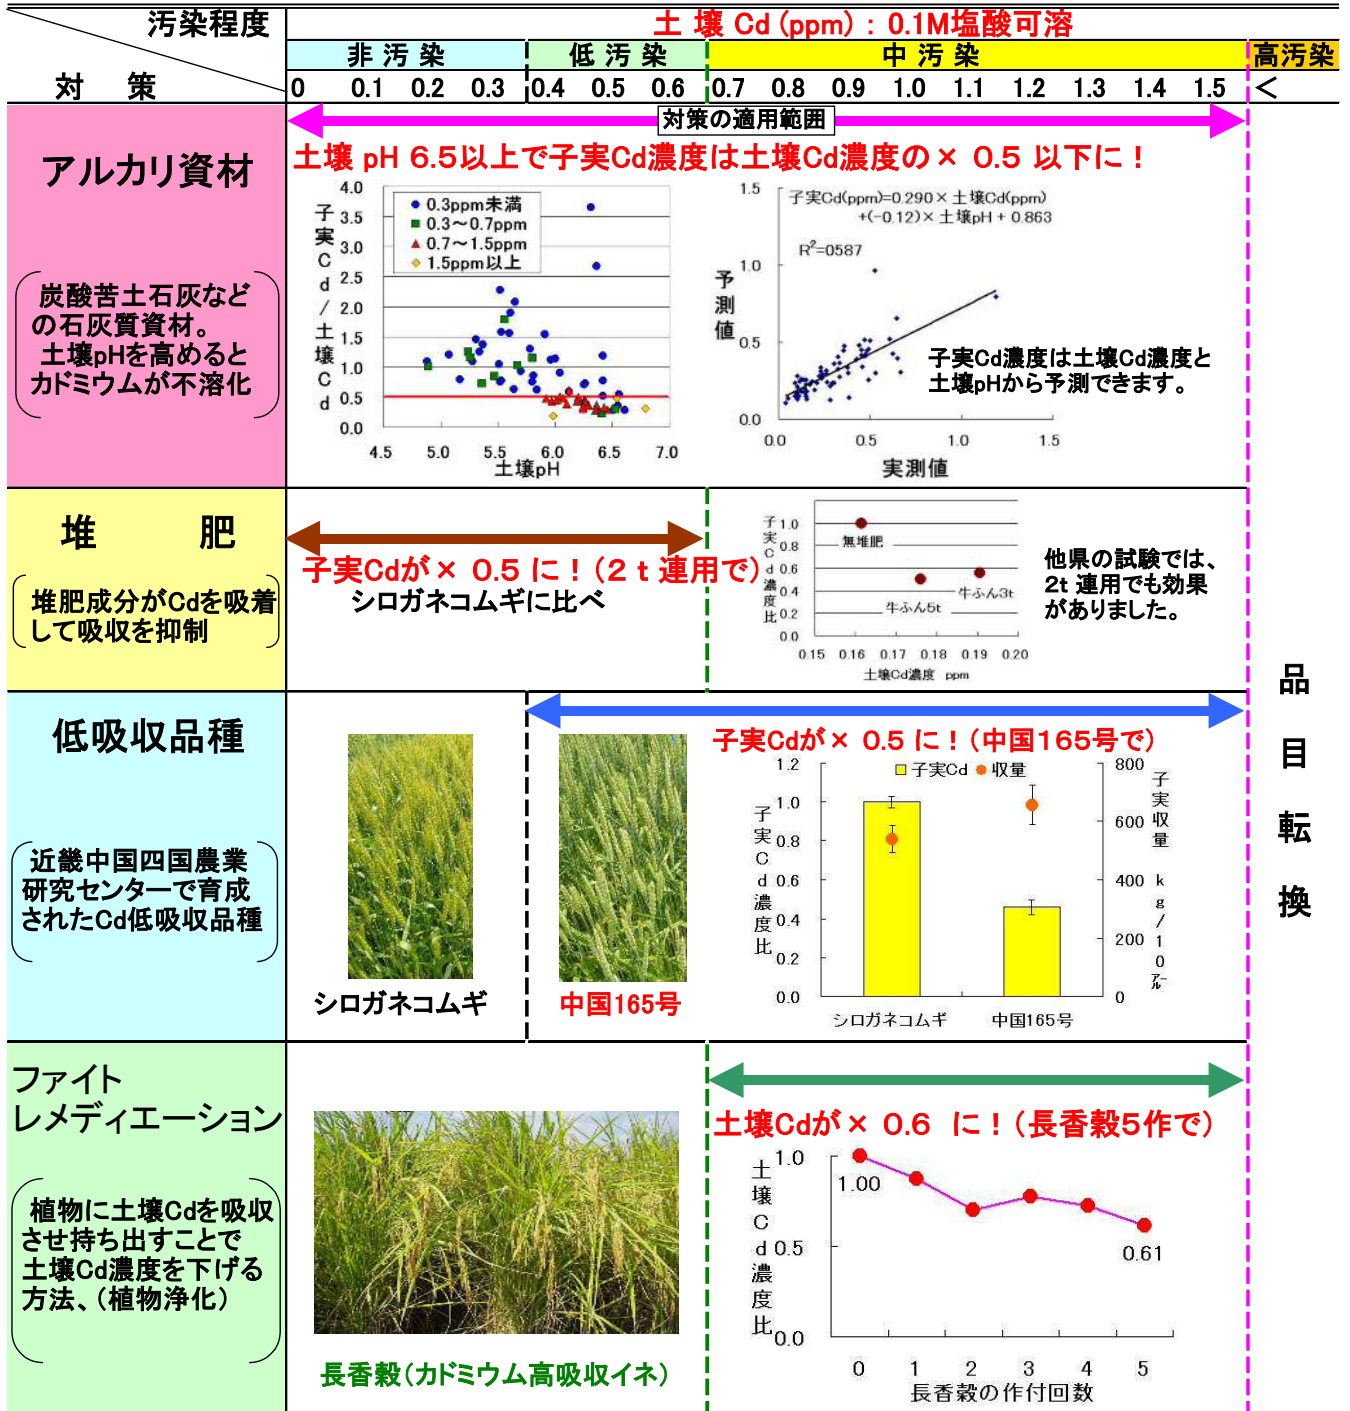 汚染程度
対　　策
土 壌 Cd (ppm) : 0.1M塩酸可溶
非 汚 染
低 汚 染
中 汚 染
高汚染
0 0.1 0.2 0.3 0.4 0.5 0.6 0.7 0.8 0.9 1.0 1.1 1.2 1.3 1.4 1.5 <
対策の適用範囲
アルカリ資材
炭酸苦土石灰など
の石灰質資材。
土壌pHを高めると
カドミウムが不溶化
土壌 pH 6.5以上で子実Cd濃度は土壌Cd濃度の× 0.5 以下に！
子実Cd/土壌Cd
4.0
3.5
3.0
2.5
2.0
1.5
1.0
0.5
0.0
0.3ppm未満
0.3～0.7ppm
0.7～1.5ppm
1.5ppm以上
4.5 5.0 5.5 6.0 6.5 7.0
土壌pH
予測値
1.5
1.0
0.5
0.0
子実Cd(ppm)=0.290×土壌Cd(ppm)
+(-0.12)×土壌pH + 0.863
R²=0587
子実Cd濃度は土壌Cd濃度と
土壌pHから予測できます。
0.0 0.5 1.0 1.5
実測値
堆　　肥
堆肥成分がCdを吸着
して吸収を抑制
子実Cdが× 0.5 に！（2 t 連用で）
シロガネコムギに比べ
子実Cd濃度比
1.0
0.8
0.6
0.4
0.2
0.0
無堆肥
牛ふん5t
牛ふん3t
0.15 0.16 0.17 0.18 0.19 0.20
土壌Cd濃度 ppm
他県の試験では、
2t 連用でも効果
がありました。
低吸収品種
近畿中国四国農業
研究センターで育成
されたCd低吸収品種
シロガネコムギ
中国165号
子実Cdが× 0.5 に！（中国165号で）
子実Cd濃度比
1.2
1.0
0.8
0.6
0.4
0.2
0.0
子実Cd
収量
800
600
400
200
0
子実収量 kg/10アール
シロガネコムギ
中国165号
ファイト
レメディエーション
植物に土壌Cdを吸収
させ持ち出すことで
土壌Cd濃度を下げる
方法、（植物浄化）
長香穀（カドミウム高吸収イネ）
土壌Cdが× 0.6 に！（長香穀5作で）
土壌Cd濃度比
1.0
0.5
0.0
1.00
0.61
0 1 2 3 4 5
長香穀の作付回数
品目転換